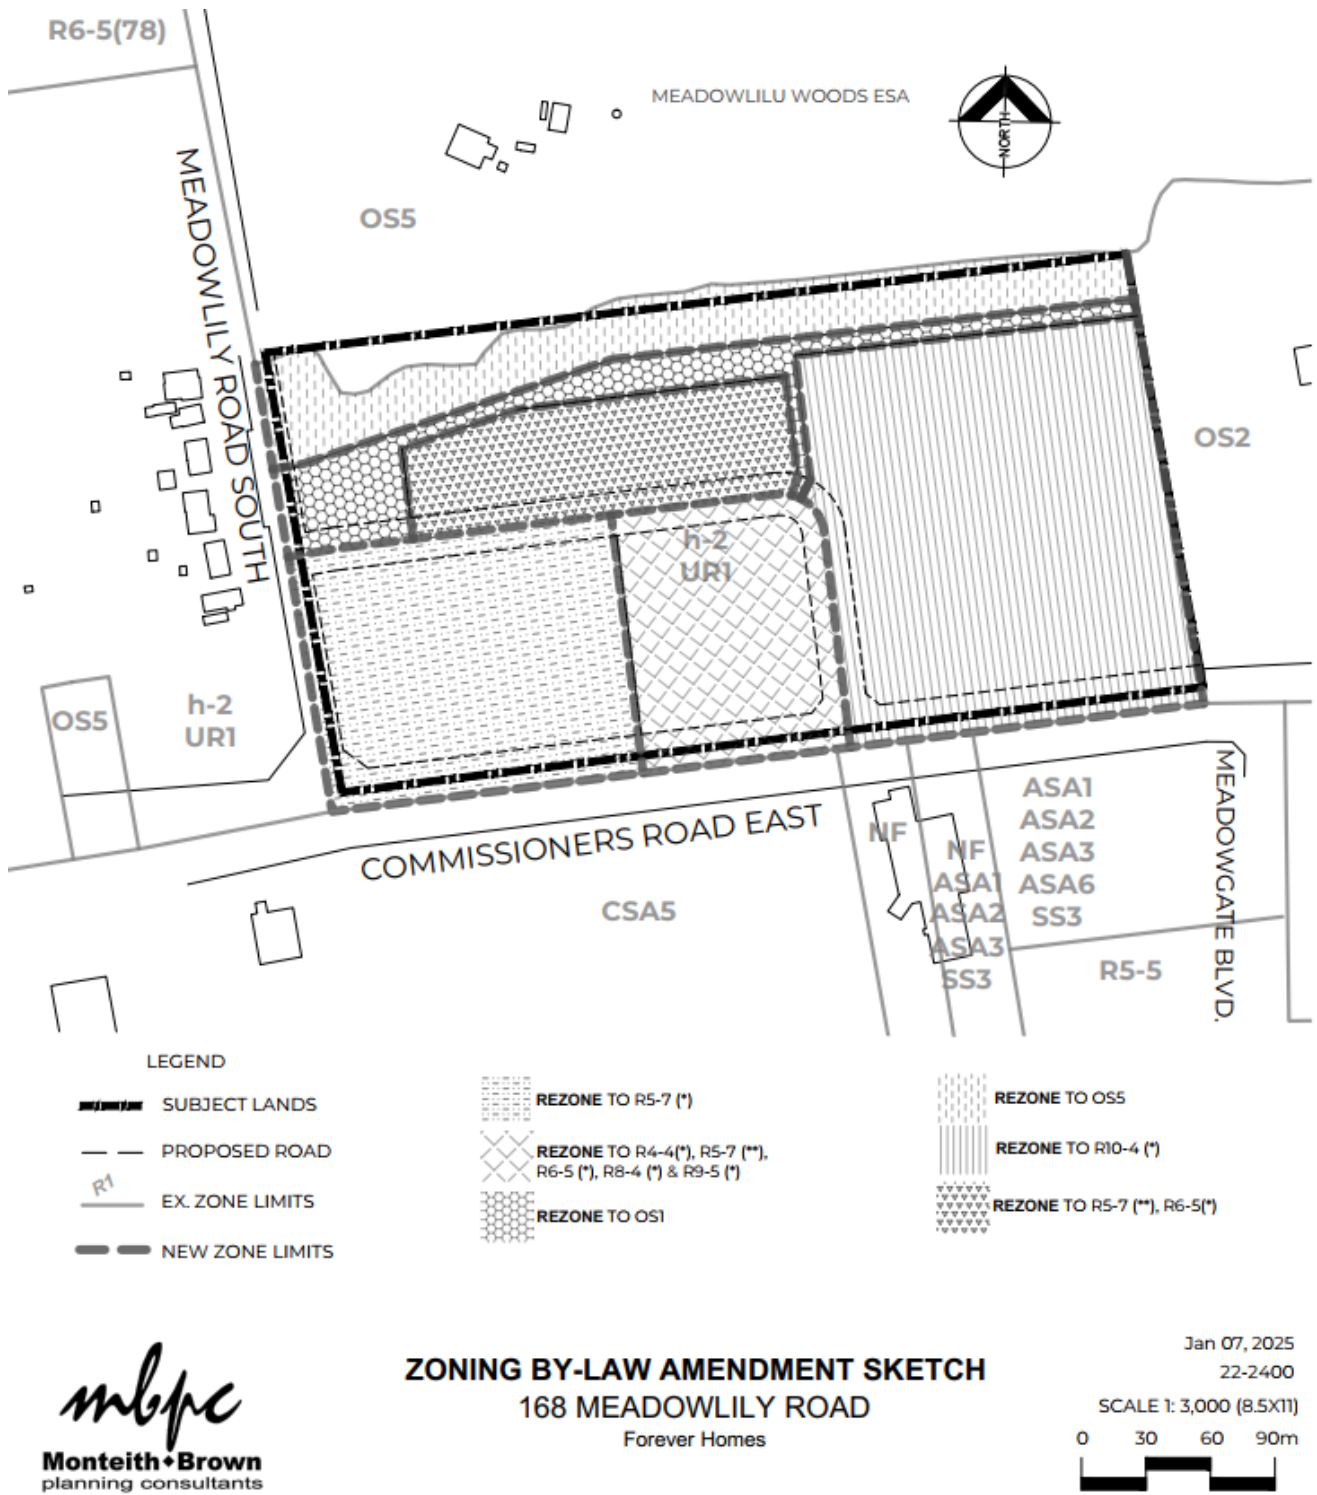 R6-5(78)
MEADOWLILU WOODS ESA
NORTH
OS5
MEADOWLILY ROAD SOUTH
OS2
h-2
UR1
OS5
h-2
UR1
COMMISSIONERS ROAD EAST
CSA5
NF
NF
ASA1
ASA2
ASA3
SS3
ASA1
ASA2
ASA3
ASA6
SS3
R5-5
MEADOWGATE BLVD.
LEGEND
SUBJECT LANDS
PROPOSED ROAD
R1
EX. ZONE LIMITS
NEW ZONE LIMITS
REZONE TO R5-7 (*)
REZONE TO R4-4(*), R5-7 (**),
R6-5 (*), R8-4 (*) & R9-5 (*)
REZONE TO OS1
REZONE TO OS5
REZONE TO R10-4 (*)
REZONE TO R5-7 (**), R6-5(*)
mbpc
Monteith◆Brown
planning consultants
ZONING BY-LAW AMENDMENT SKETCH
168 MEADOWLILY ROAD
Forever Homes
Jan 07, 2025
22-2400
SCALE 1: 3,000 (8.5X11)
0 30 60 90m